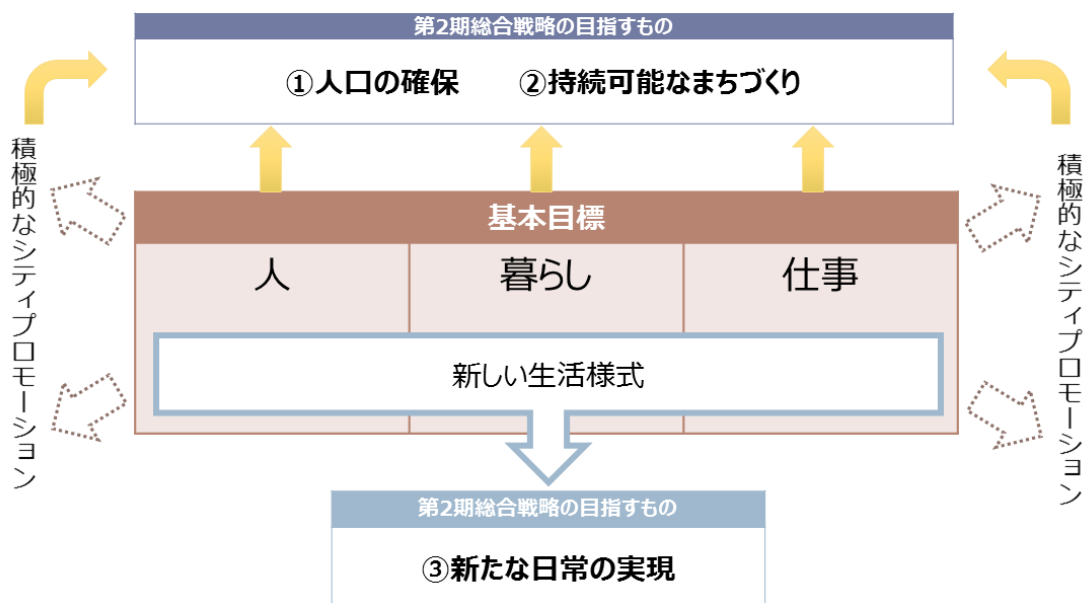 第2期総合戦略の目指すもの
①人口の確保　②持続可能なまちづくり
積極的なシティプロモーション
基本目標
人
暮らし
仕事
新しい生活様式
積極的なシティプロモーション
第2期総合戦略の目指すもの
③新たな日常の実現